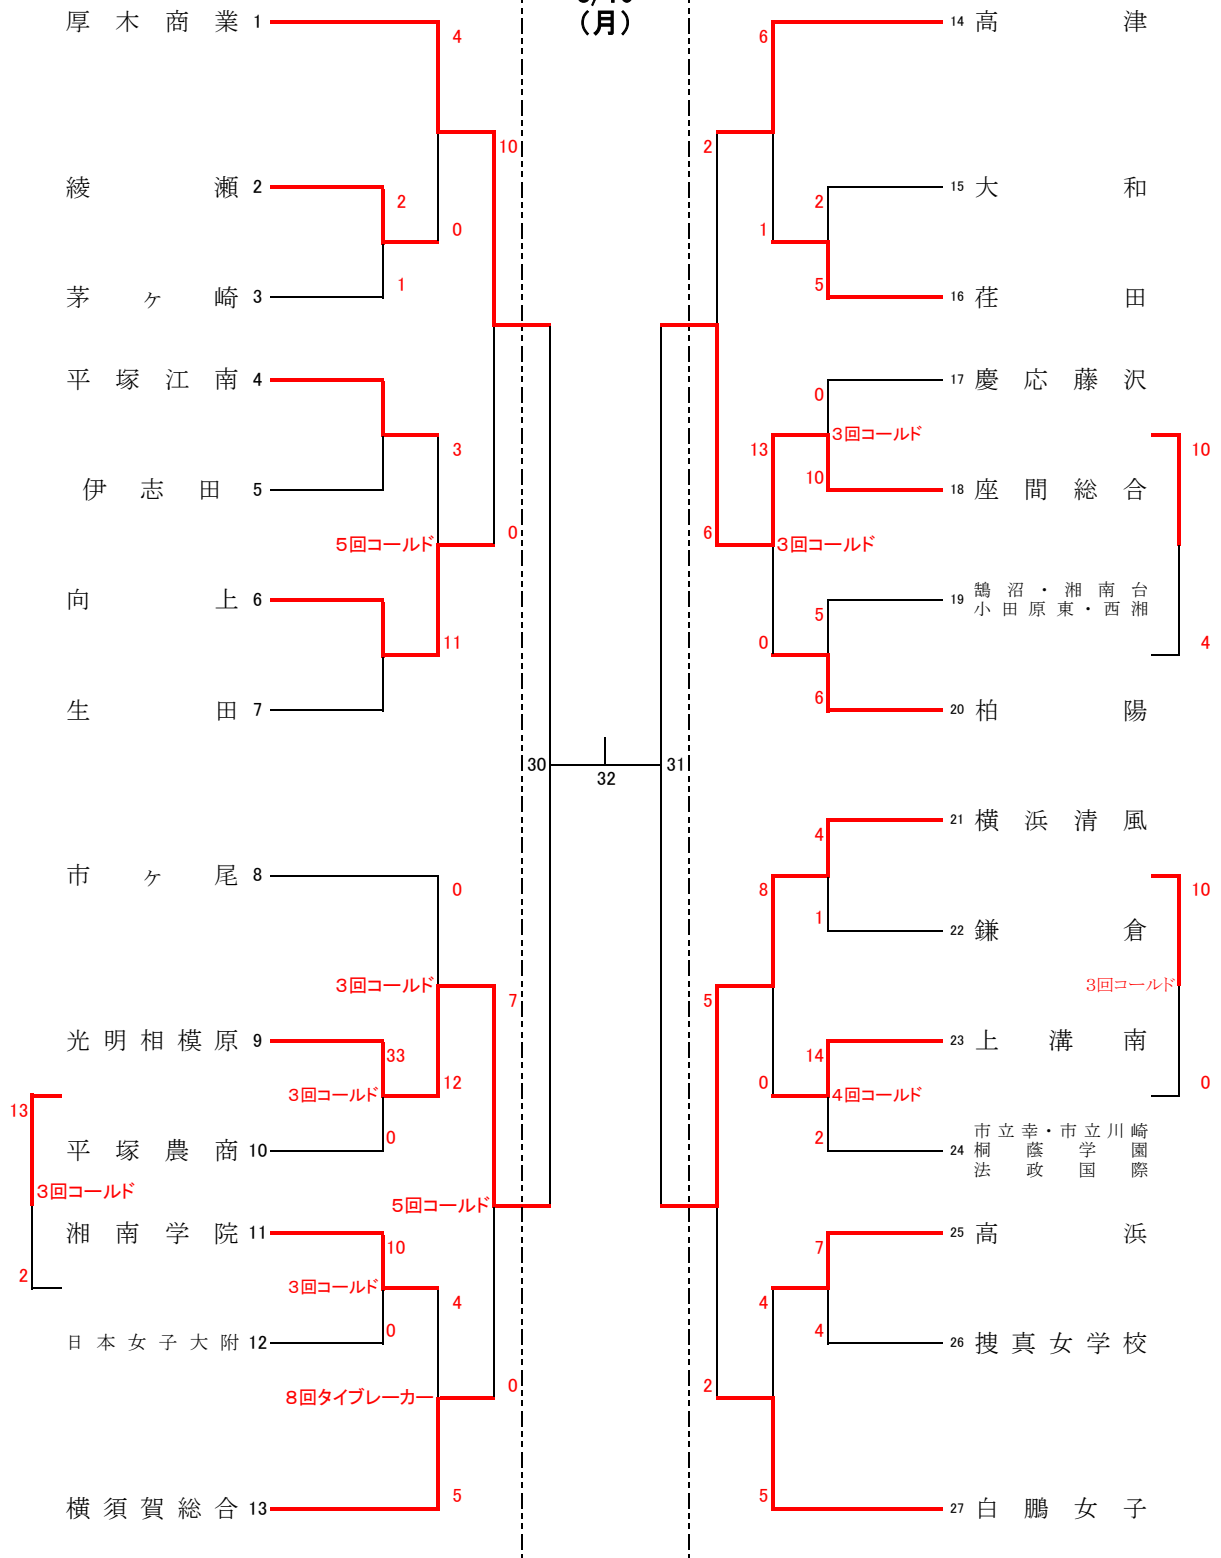 （月）
厚木商業 1
4
10
綾瀬 2
2
0
1
茅ヶ崎 3
平塚江南 4
3
伊志田 5
5回コールド
0
向上 6
11
生田 7
市ヶ尾 8
0
3回コールド
7
光明相模原 9
33
3回コールド
12
0
平塚農商 10
13
3回コールド
2
5回コールド
湘南学院 11
10
3回コールド
4
0
日本女子大附 12
8回タイブレーカー
0
横須賀総合 13
5
30
32
31
14 高津
6
2
15 大和
2
1
5
16 荏田
17 慶応藤沢
0
13
3回コールド
10
18 座間総合
6
3回コールド
19 鵠沼・湘南台
小田原東・西湘
5
0
6
20 柏陽
10
4
21 横浜清風
4
8
1
22 鎌倉
5
23 上溝南
14
0
4回コールド
2
24 市立幸・市立川崎
桐蔭学園
法政国際
10
3回コールド
0
25 高浜
7
4
4
26 捜真女学校
2
5
27 白鵬女子